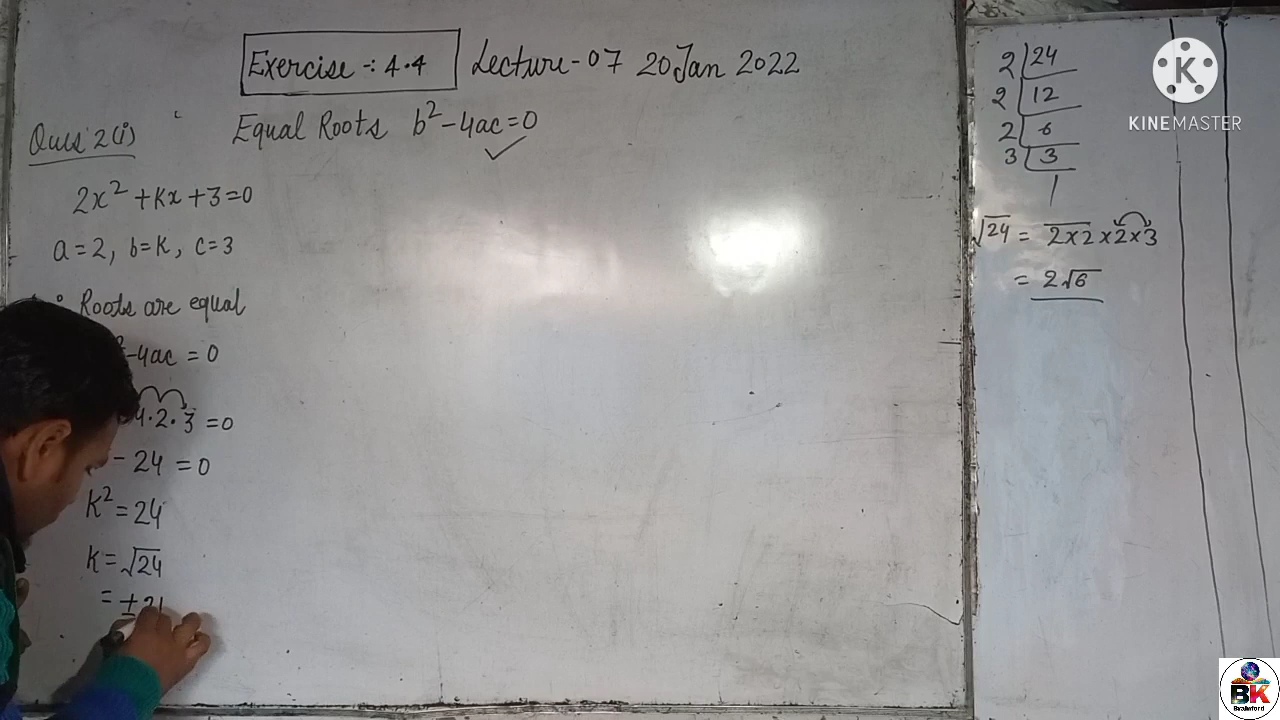 Exercise -: 4.4 Lecture-07 20 Jan 2022
Equal Roots b²-4ac=0
Ques 2(i)
2x²+Kx+3=0
a=2, b=K, c=3
Roots are equal
-4ac = 0
4·2·3 =0
- 24 =0
K²=24
K=√24
= ± 2
2 | 24
2 | 12
2 | 6
3 | 3
1
√24 = 2×2×2×3
= 2√6
KINEMASTER
BK